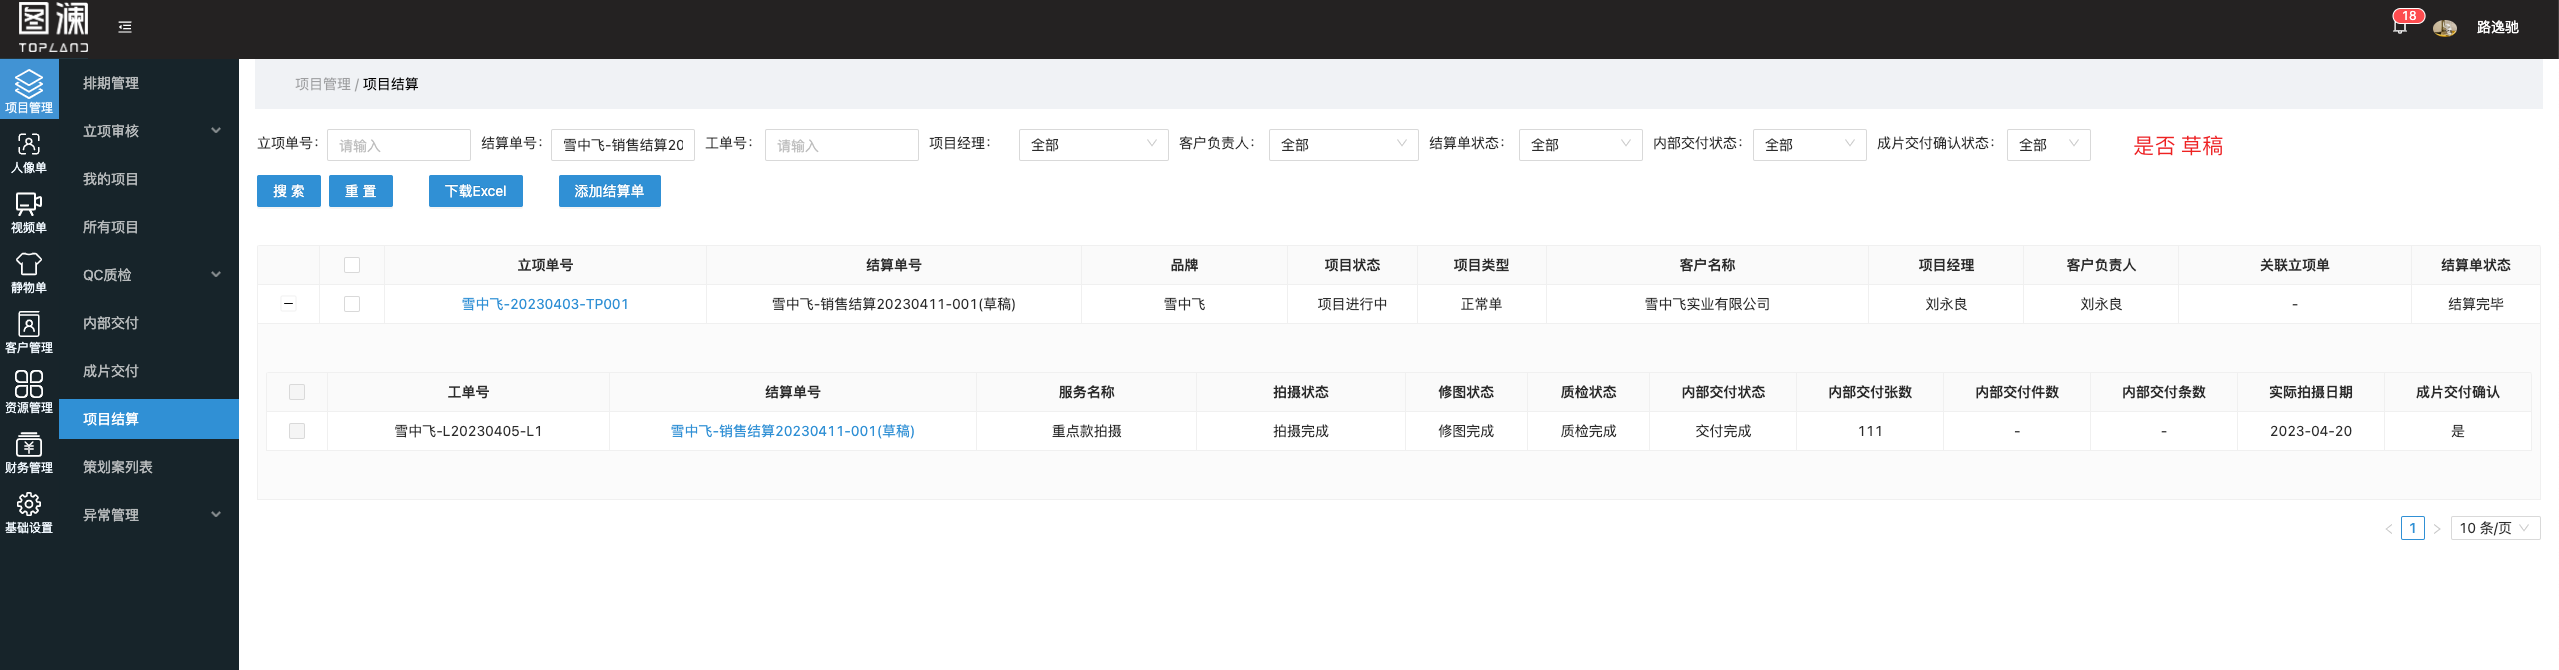 图澜
TOPLAND
18
路逸驰
项目管理
人像单
视频单
静物单
客户管理
资源管理
财务管理
基础设置
排期管理
立项审核
我的项目
所有项目
QC质检
内部交付
成片交付
项目结算
策划案列表
异常管理
项目管理 / 项目结算
立项单号: 请输入 结算单号: 雪中飞-销售结算20 工单号: 请输入 项目经理: 全部 客户负责人: 全部 结算单状态: 全部 内部交付状态: 全部 成片交付确认状态: 全部 是否 草稿
搜 索 重 置 下载Excel 添加结算单
立项单号 结算单号 品牌 项目状态 项目类型 客户名称 项目经理 客户负责人 关联立项单 结算单状态
雪中飞-20230403-TP001 雪中飞-销售结算20230411-001(草稿) 雪中飞 项目进行中 正常单 雪中飞实业有限公司 刘永良 刘永良 - 结算完毕
工单号 结算单号 服务名称 拍摄状态 修图状态 质检状态 内部交付状态 内部交付张数 内部交付件数 内部交付条数 实际拍摄日期 成片交付确认
雪中飞-L20230405-L1 雪中飞-销售结算20230411-001(草稿) 重点款拍摄 拍摄完成 修图完成 质检完成 交付完成 111 - - 2023-04-20 是
< 1 > 10 条/页